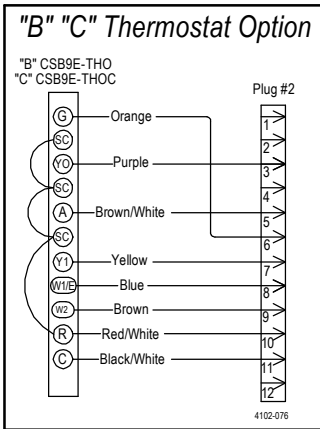 "B" "C" Thermostat Option
"B" CSB9E-THO
"C" CSB9E-THOC
Plug #2
G Orange 1
SC 2
YO Purple 3
SC 4
A Brown/White 5
SC 6
Y1 Yellow 7
W1/E Blue 8
W2 Brown 9
R Red/White 10
C Black/White 11
12
4102-076